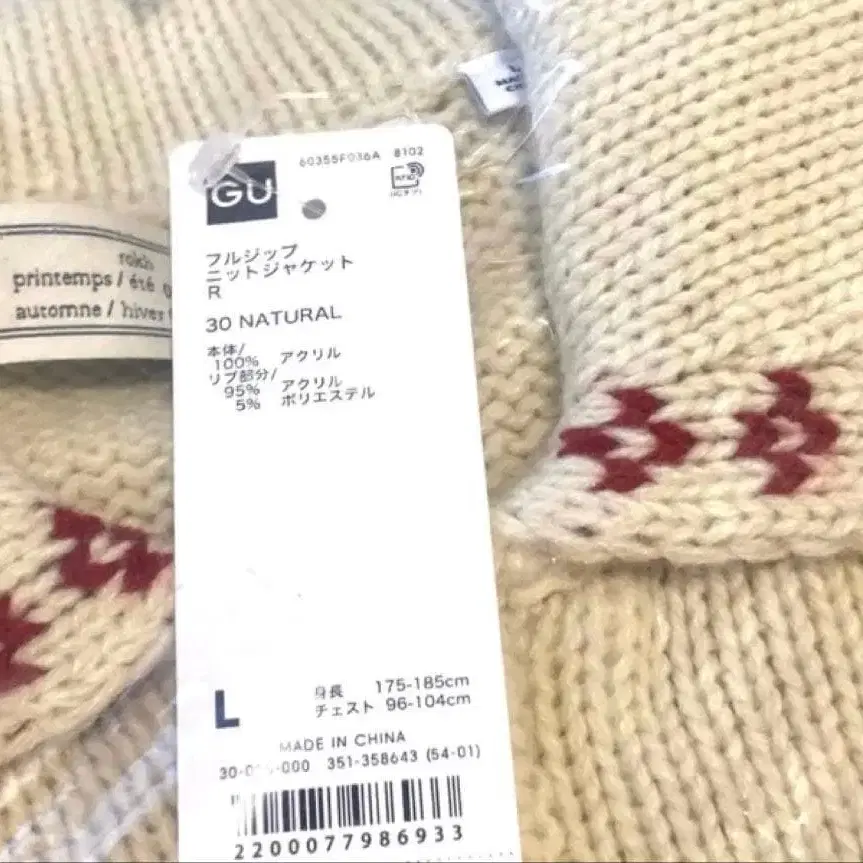 60355F036A 8102
GU
RFID
フルジップ
ニットジャケット
R
30 NATURAL
本体/
100% アクリル
リブ部分/
95% アクリル
5% ポリエステル
L
身長 175-185cm
チェスト 96-104cm
MADE IN CHINA
351-358643 (54-01)
2200077986933
printemps / été
automne / hiver